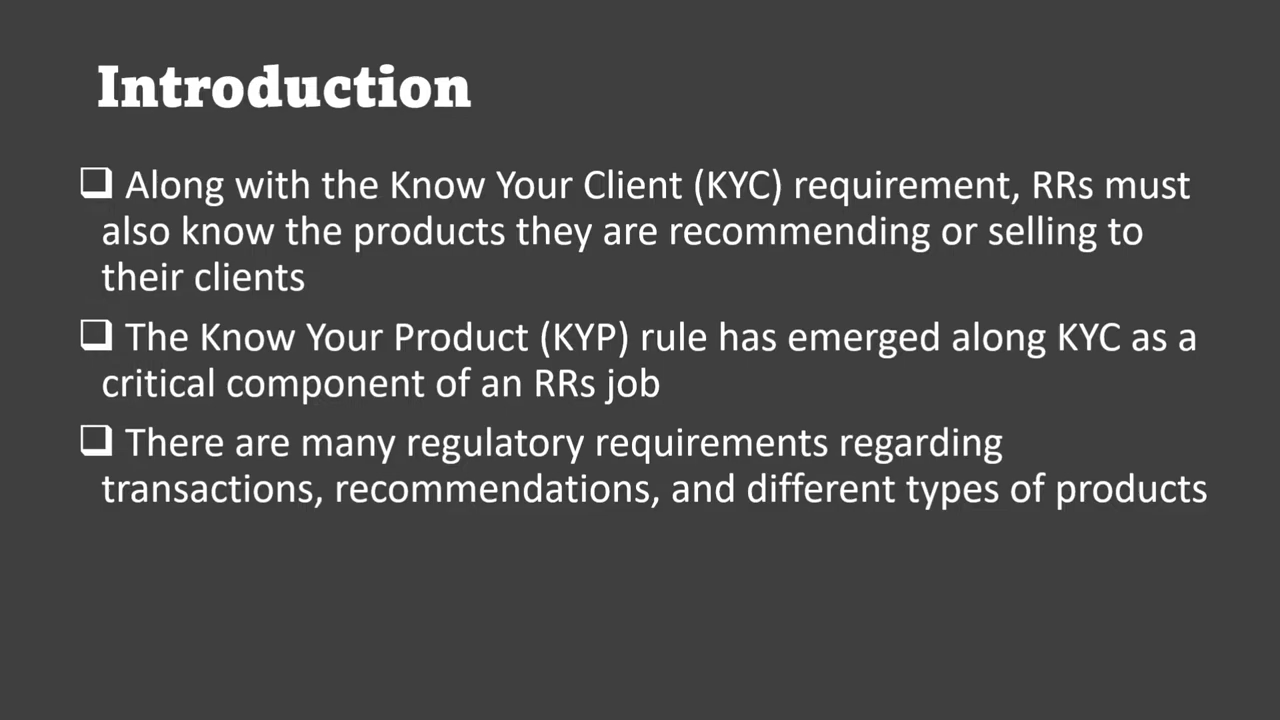 Introduction
❑ Along with the Know Your Client (KYC) requirement, RRs must
also know the products they are recommending or selling to
their clients
❑ The Know Your Product (KYP) rule has emerged along KYC as a
critical component of an RRs job
❑ There are many regulatory requirements regarding
transactions, recommendations, and different types of products